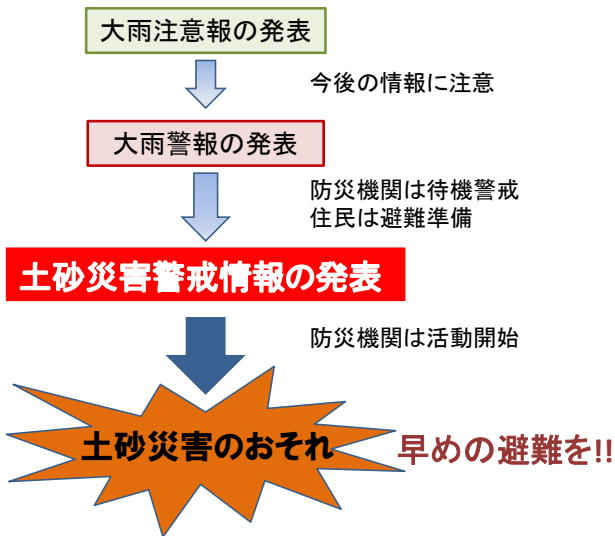 大雨注意報の発表
今後の情報に注意
大雨警報の発表
防災機関は待機警戒
住民は避難準備
土砂災害警戒情報の発表
防災機関は活動開始
土砂災害のおそれ
早めの避難を!!